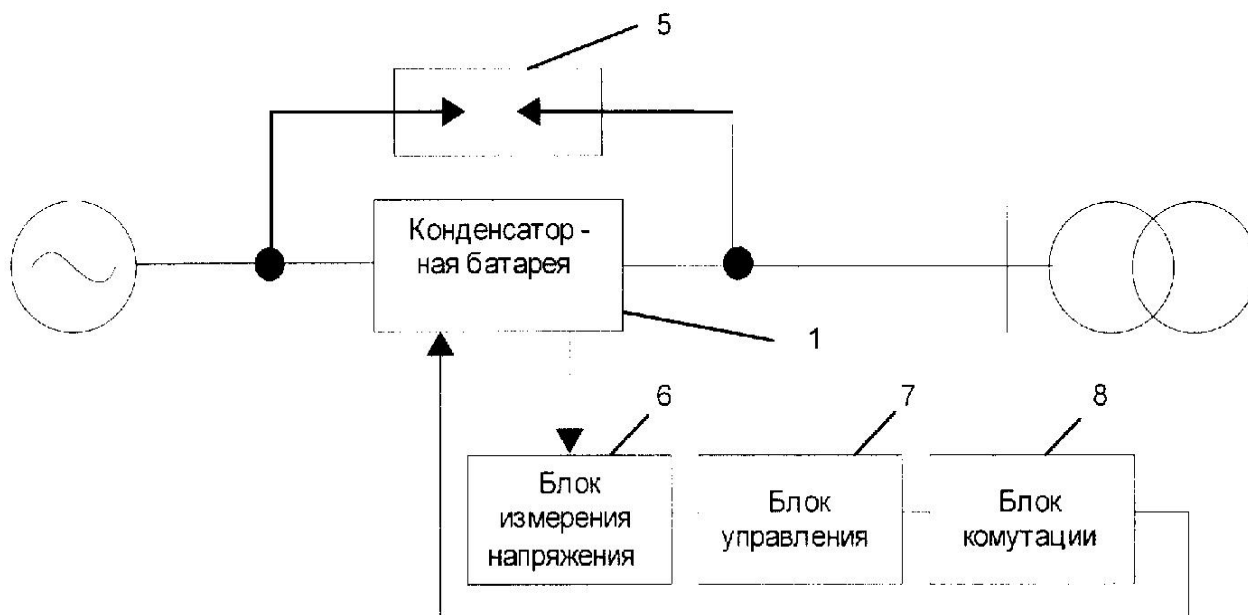 5
Конденсатор -
ная батарея
1
6
7
8
Блок
измерения
напряжения
Блок
управления
Блок
комутации